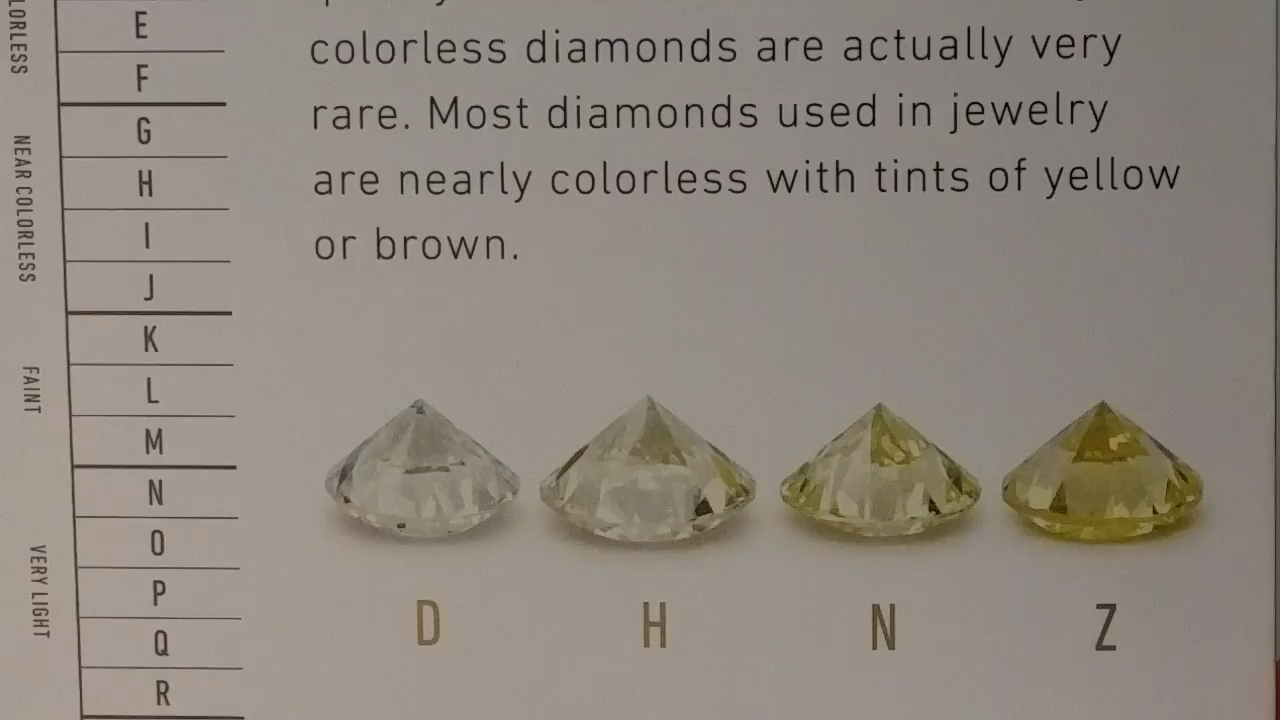 COLORLESS
E
F
NEAR COLORLESS
G
H
I
J
FAINT
K
L
M
VERY LIGHT
N
O
P
Q
R
colorless diamonds are actually very
rare. Most diamonds used in jewelry
are nearly colorless with tints of yellow
or brown.
D H N Z